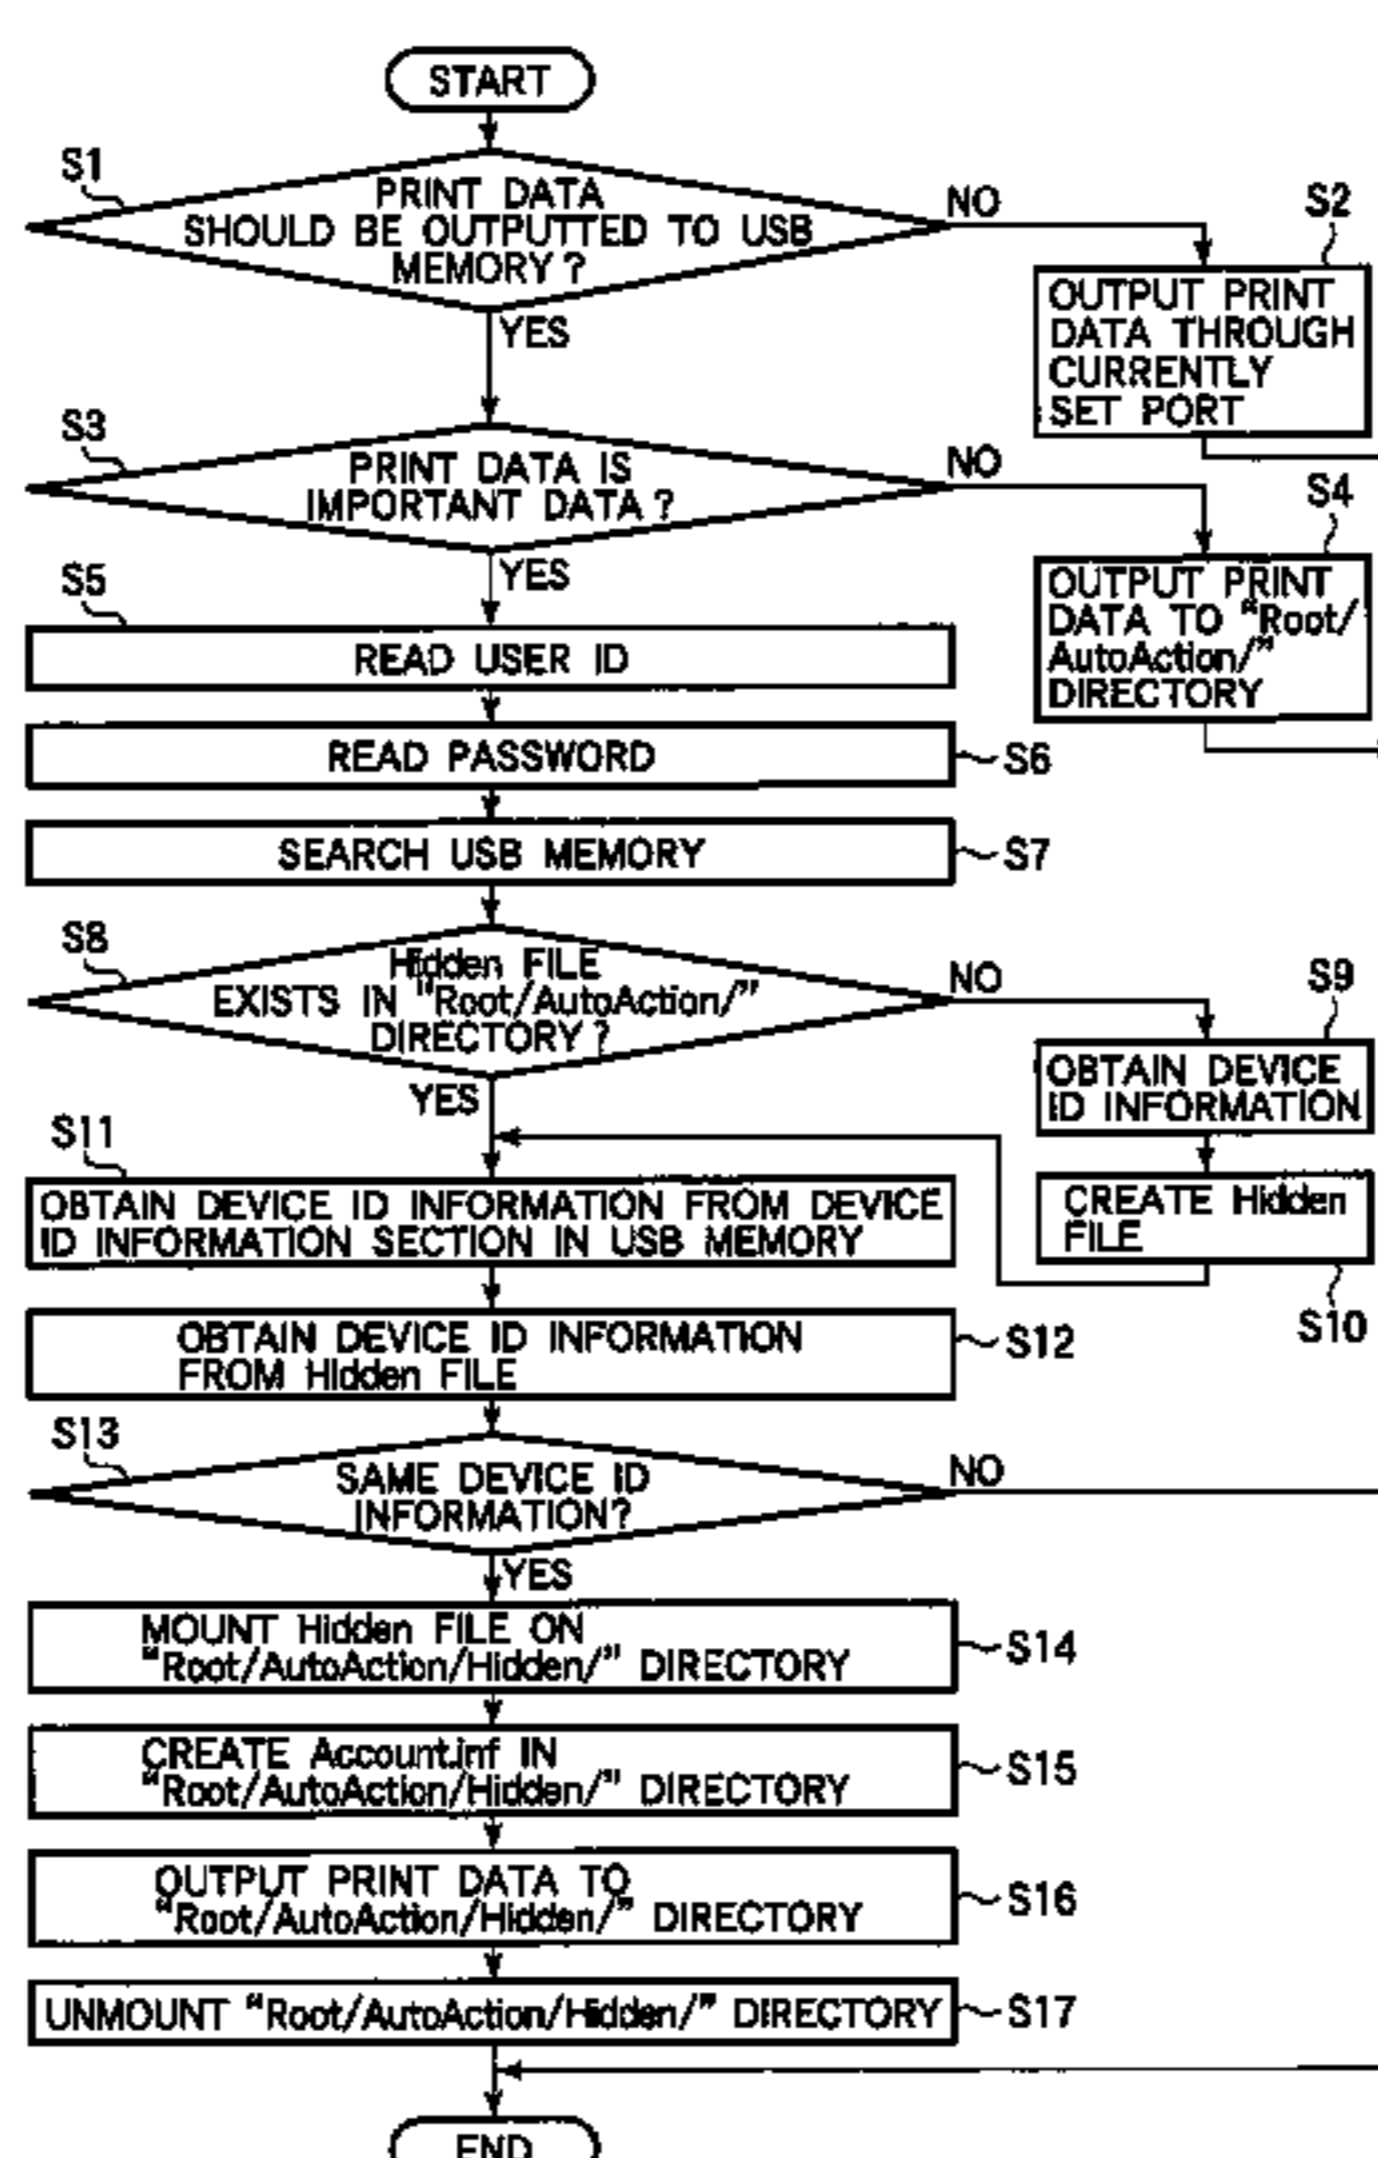 START
S1
PRINT DATA
SHOULD BE OUTPUTTED TO USB
MEMORY?
NO
S2
OUTPUT PRINT
DATA THROUGH
CURRENTLY
SET PORT
YES
S3
PRINT DATA IS
IMPORTANT DATA?
NO
S4
OUTPUT PRINT
DATA TO "Root/
AutoAction/"
DIRECTORY
YES
S5
READ USER ID
READ PASSWORD
S6
SEARCH USB MEMORY
S7
S8
Hidden FILE
EXISTS IN "Root/AutoAction/"
DIRECTORY?
NO
S9
OBTAIN DEVICE
ID INFORMATION
YES
CREATE Hidden
FILE
S10
S11
OBTAIN DEVICE ID INFORMATION FROM DEVICE
ID INFORMATION SECTION IN USB MEMORY
OBTAIN DEVICE ID INFORMATION
FROM Hidden FILE
S12
S13
SAME DEVICE ID
INFORMATION?
NO
YES
MOUNT Hidden FILE ON
"Root/AutoAction/Hidden/" DIRECTORY
S14
CREATE Account.inf IN
"Root/AutoAction/Hidden/" DIRECTORY
S15
OUTPUT PRINT DATA TO
"Root/AutoAction/Hidden/" DIRECTORY
S16
UNMOUNT "Root/AutoAction/Hidden/" DIRECTORY
S17
END